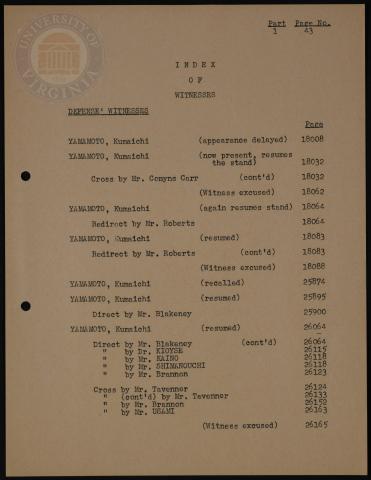 UNIVERSITY OF VIRGINIA
Part Page No.
1 43
INDEX
OF
WITNESSES
DEFENSE' WITNESSES
Page
YAMAMOTO, Kumaichi (appearance delayed) 18008
YAMAMOTO, Kumaichi (now present, resumes
the stand) 18032
Cross by Mr. Comyns Carr (cont'd) 18032
(Witness excused) 18062
YAMAMOTO, Kumaichi (again resumes stand) 18064
Redirect by Mr. Roberts 18064
YAMAMOTO, Kumaichi (resumed) 18083
Redirect by Mr. Roberts (cont'd) 18083
(Witness excused) 18088
YAMAMOTO, Kumaichi (recalled) 25874
YAMAMOTO, Kumaichi (resumed) 25895
Direct by Mr. Blakeney 25900
YAMAMOTO, Kumaichi (resumed) 26064
Direct by Mr. Blakeney (cont'd) 26064
" by Dr. KIOYSE 26115
" by Mr. KAINO 26118
" by Mr. SHIMANOUCHI 26118
" by Mr. Brannon 26123
Cross by Mr. Tavenner 26124
" (cont'd) by Mr. Tavenner 26133
" by Mr. Brannon 26152
" by Mr. USAMI 26163
(Witness excused) 26165